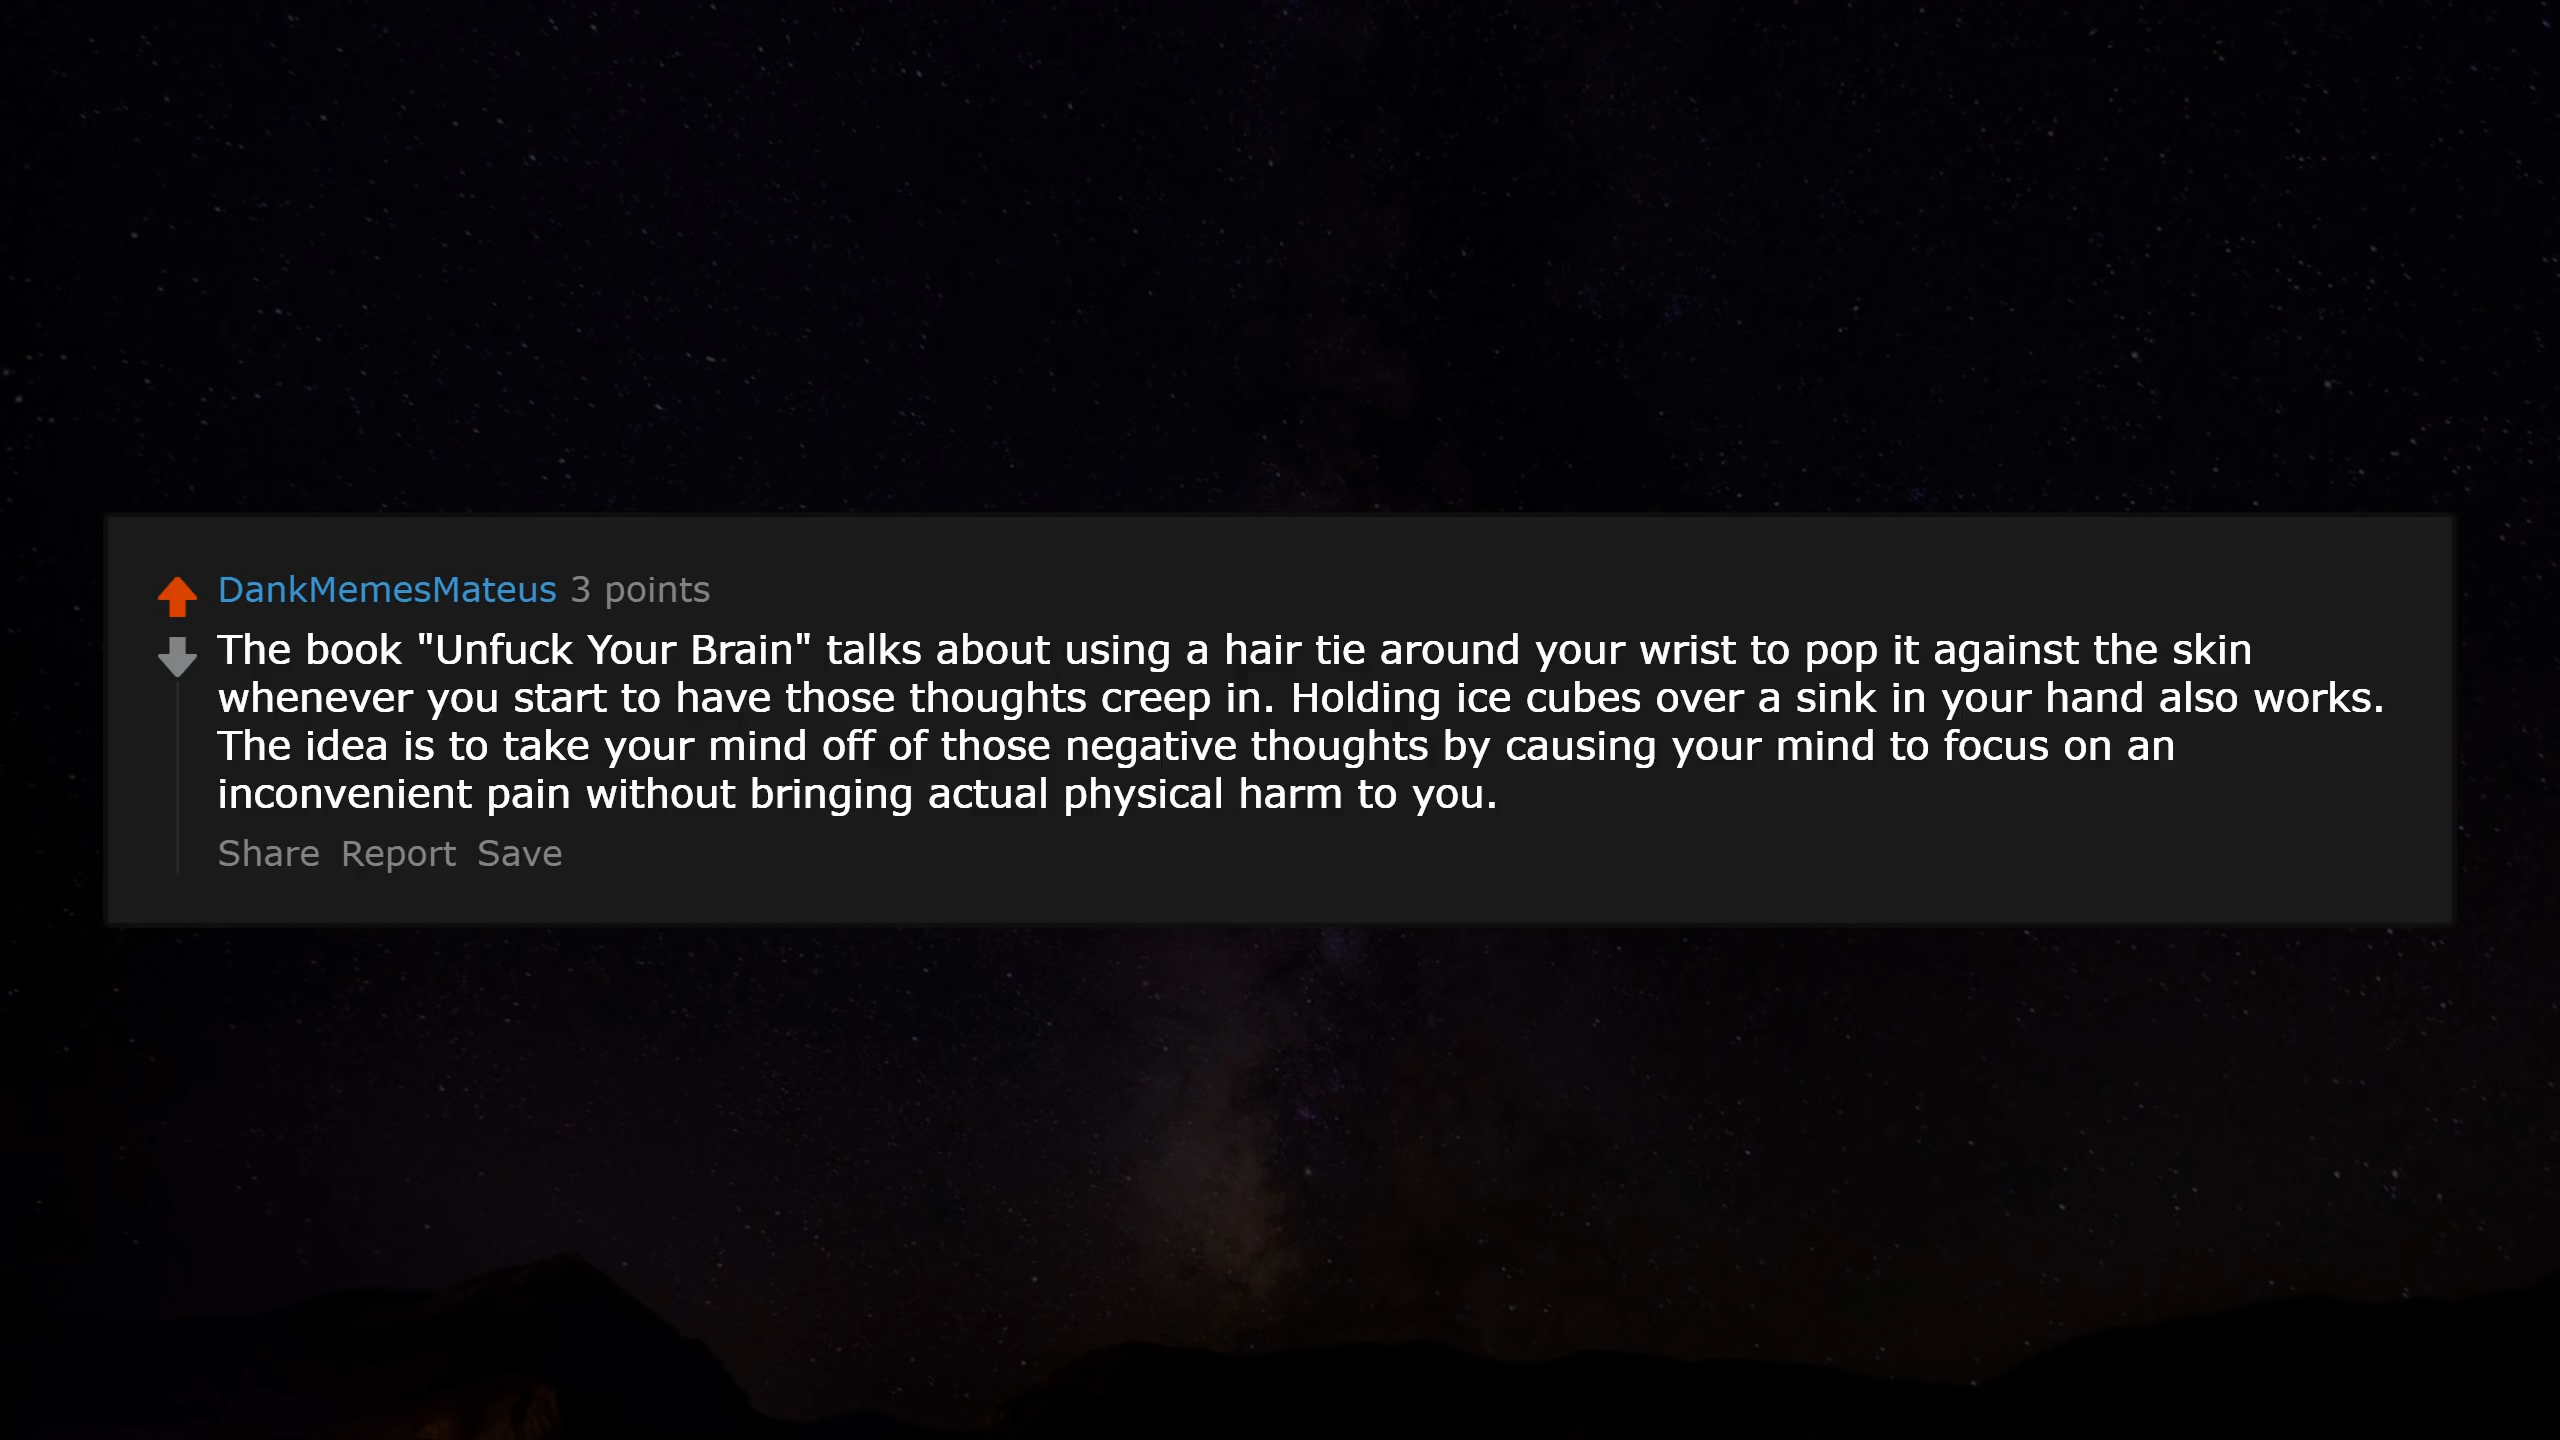 DankMemesMateus 3 points
The book "Unfuck Your Brain" talks about using a hair tie around your wrist to pop it against the skin
whenever you start to have those thoughts creep in. Holding ice cubes over a sink in your hand also works.
The idea is to take your mind off of those negative thoughts by causing your mind to focus on an
inconvenient pain without bringing actual physical harm to you.
Share Report Save